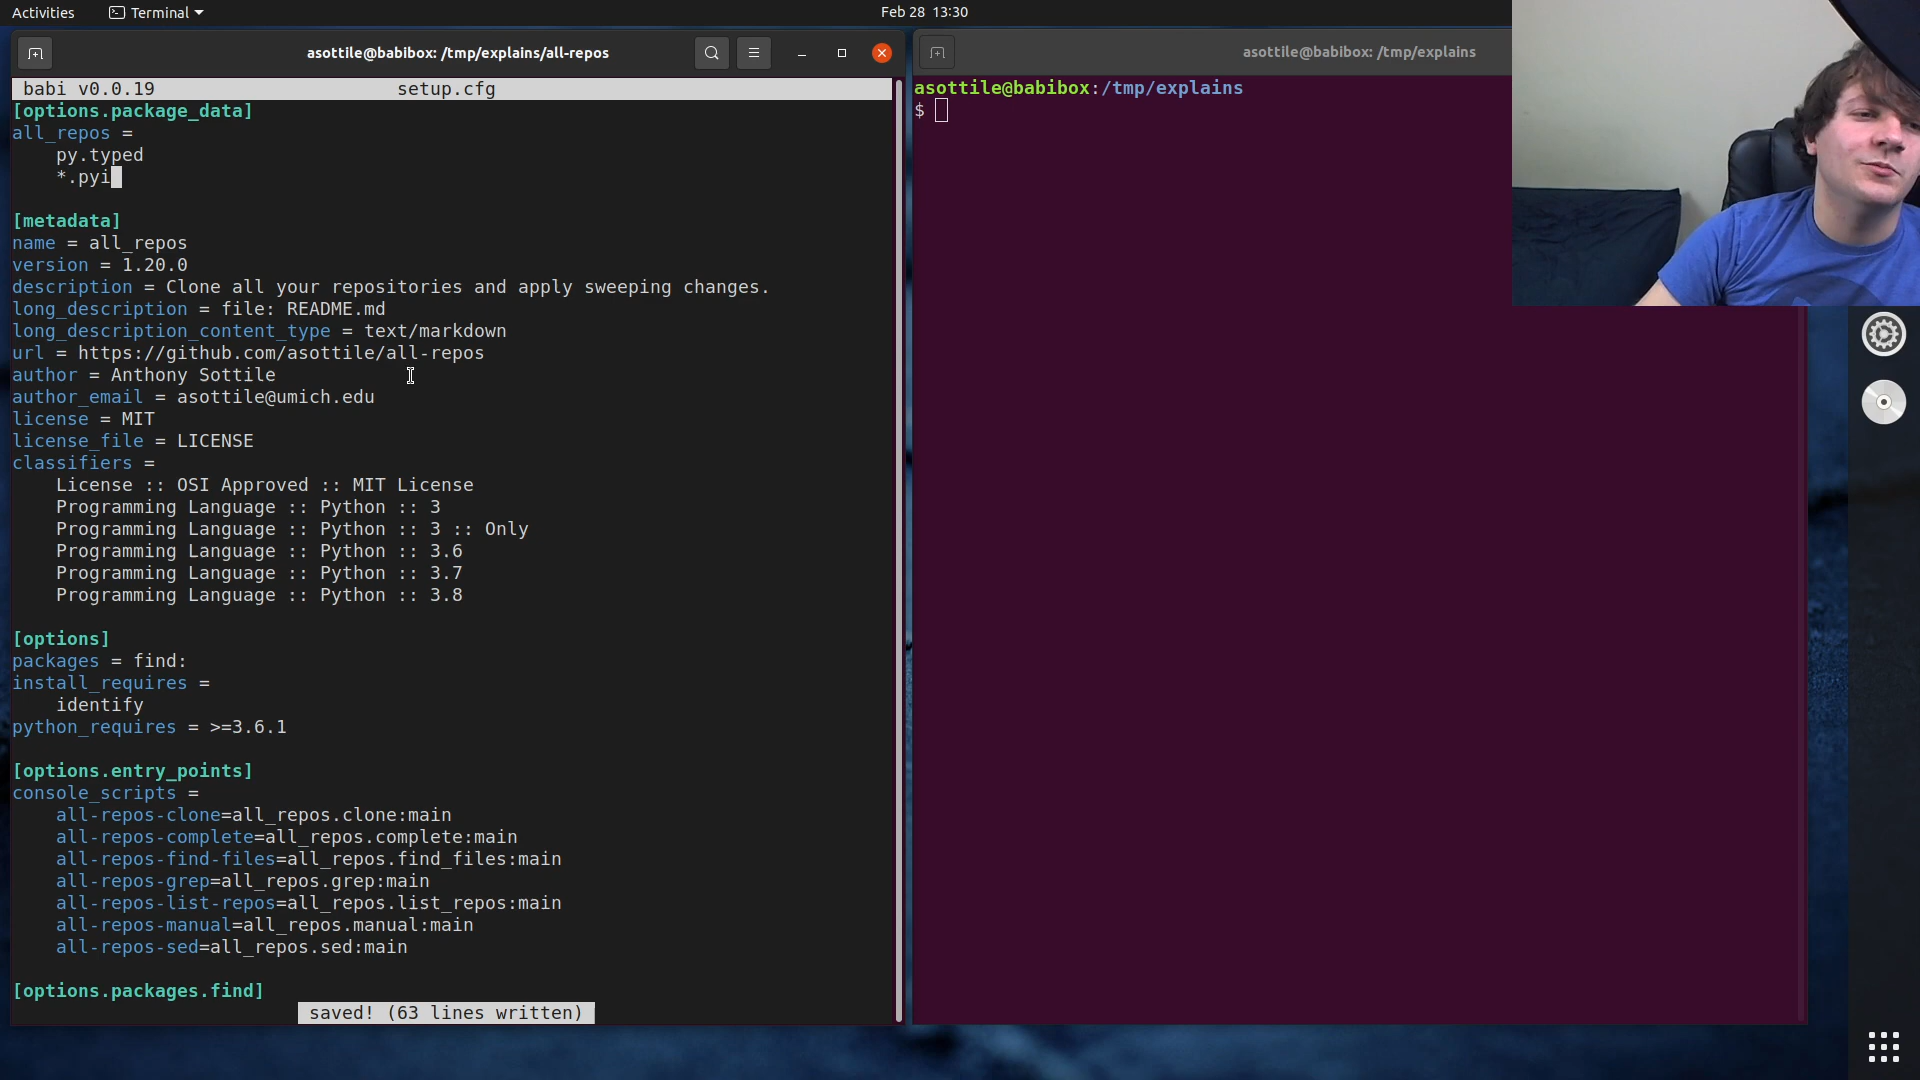 Activities
Terminal
Feb 28 13:30
asottile@babibox: /tmp/explains/all-repos
babi v0.0.19 setup.cfg
[options.package_data]
all_repos =
    py.typed
    *.pyi
[metadata]
name = all_repos
version = 1.20.0
description = Clone all your repositories and apply sweeping changes.
long_description = file: README.md
long_description_content_type = text/markdown
url = https://github.com/asottile/all-repos
author = Anthony Sottile
author_email = asottile@umich.edu
license = MIT
license_file = LICENSE
classifiers =
    License :: OSI Approved :: MIT License
    Programming Language :: Python :: 3
    Programming Language :: Python :: 3 :: Only
    Programming Language :: Python :: 3.6
    Programming Language :: Python :: 3.7
    Programming Language :: Python :: 3.8
[options]
packages = find:
install_requires =
    identify
python_requires = >=3.6.1
[options.entry_points]
console_scripts =
    all-repos-clone=all_repos.clone:main
    all-repos-complete=all_repos.complete:main
    all-repos-find-files=all_repos.find_files:main
    all-repos-grep=all_repos.grep:main
    all-repos-list-repos=all_repos.list_repos:main
    all-repos-manual=all_repos.manual:main
    all-repos-sed=all_repos.sed:main
[options.packages.find]
saved! (63 lines written)
asottile@babibox: /tmp/explains
asottile@babibox:/tmp/explains
$